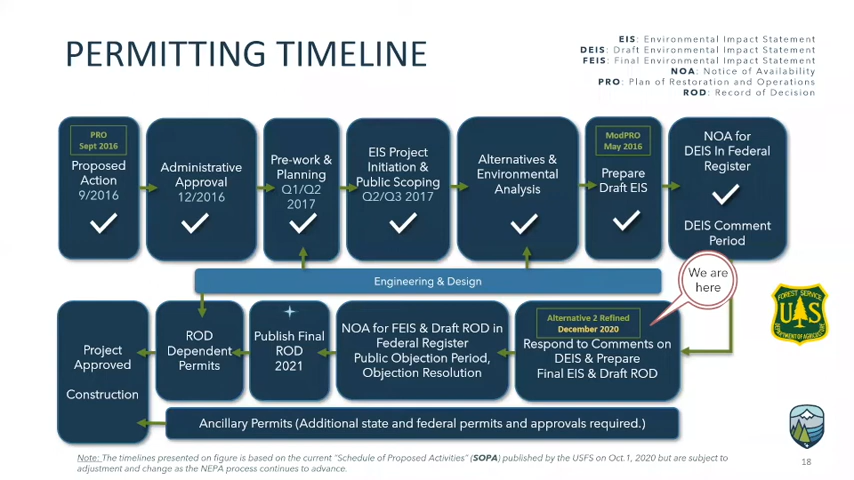 PERMITTING TIMELINE
EIS: Environmental Impact Statement
DEIS: Draft Environmental Impact Statement
FEIS: Final Environmental Impact Statement
NOA: Notice of Availability
PRO: Plan of Restoration and Operations
ROD: Record of Decision
PRO
Sept 2016
Proposed
Action
9/2016
Administrative
Approval
12/2016
Pre-work &
Planning
Q1/Q2
2017
EIS Project
Initiation &
Public Scoping
Q2/Q3 2017
Alternatives &
Environmental
Analysis
ModPRO
May 2016
Prepare
Draft EIS
NOA for
DEIS In Federal
Register
DEIS Comment
Period
Engineering & Design
We are
here
FOREST SERVICE
UAS
DEPARTMENT OF AGRICULTURE
Project
Approved
Construction
ROD
Dependent
Permits
Publish Final
ROD
2021
NOA for FEIS & Draft ROD in
Federal Register
Public Objection Period,
Objection Resolution
Alternative 2 Refined
December 2020
Respond to Comments on
DEIS & Prepare
Final EIS & Draft ROD
Ancillary Permits (Additional state and federal permits and approvals required.)
Note: The timelines presented on figure is based on the current "Schedule of Proposed Activities" (SOPA) published by the USFS on Oct.1, 2020 but are subject to
adjustment and change as the NEPA process continues to advance.
18